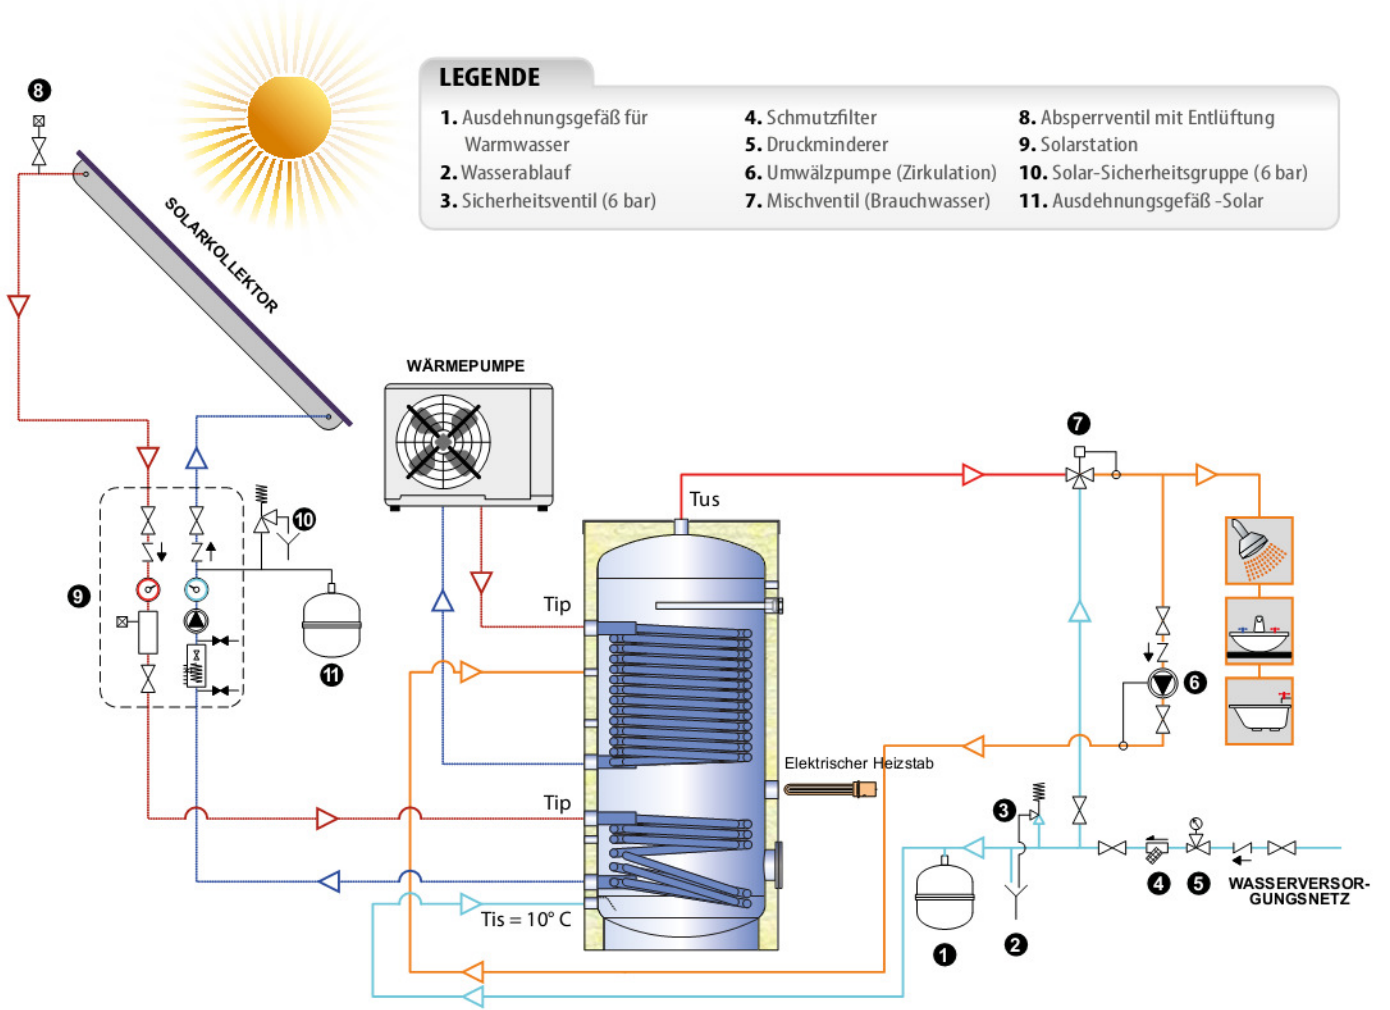 LEGENDE
1. Ausdehnungsgefäß für
Warmwasser
2. Wasserablauf
3. Sicherheitsventil (6 bar)
4. Schmutzfilter
5. Druckminderer
6. Umwälzpumpe (Zirkulation)
7. Mischventil (Brauchwasser)
8. Absperrventil mit Entlüftung
9. Solarstation
10. Solar-Sicherheitsgruppe (6 bar)
11. Ausdehnungsgefäß -Solar
8
SOLARKOLLEKTOR
WÄRMEPUMPE
7
Tus
10
9
Tip
11
6
Elektrischer Heizstab
Tip
3
4
5
WASSERVERSOR-
GUNGSNETZ
Tis = 10° C
1
2